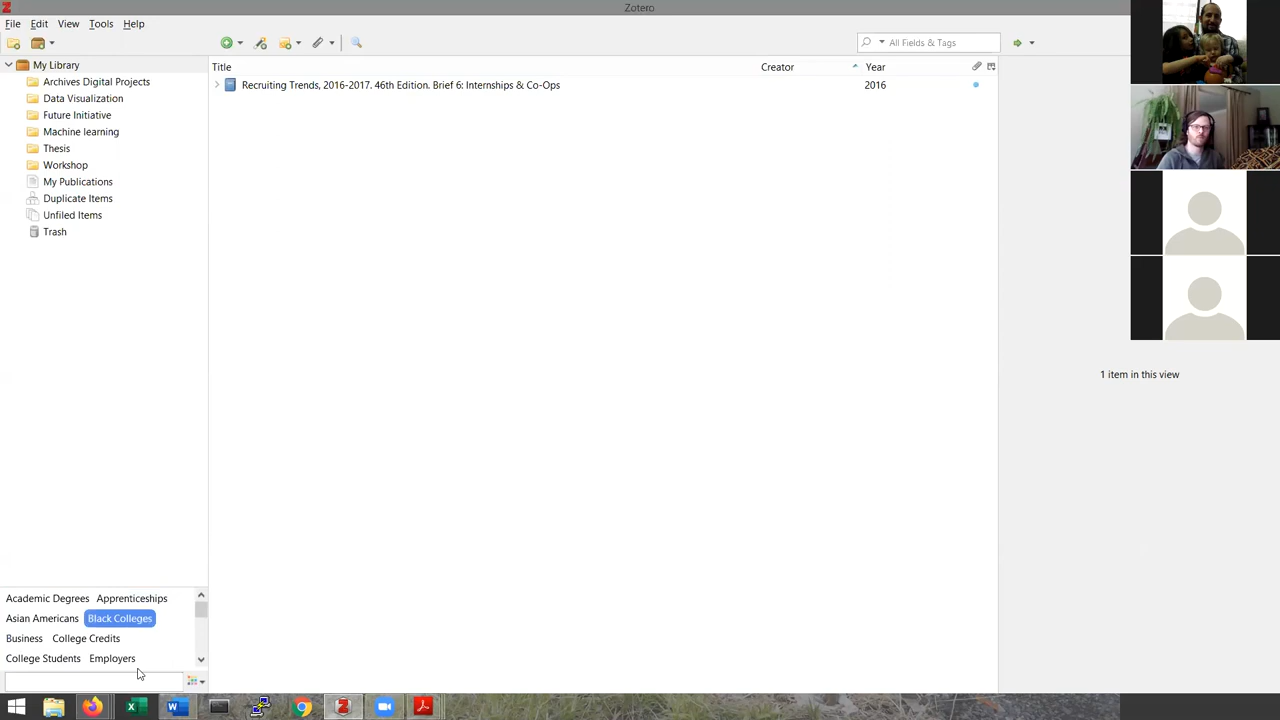 Zotero
File Edit View Tools Help
All Fields & Tags
My Library
Title Creator Year
Archives Digital Projects
Recruiting Trends, 2016-2017. 46th Edition. Brief 6: Internships & Co-Ops 2016
Data Visualization
Future Initiative
Machine learning
Thesis
Workshop
My Publications
Duplicate Items
Unfiled Items
Trash
1 item in this view
Academic Degrees Apprenticeships
Asian Americans Black Colleges
Business College Credits
College Students Employers